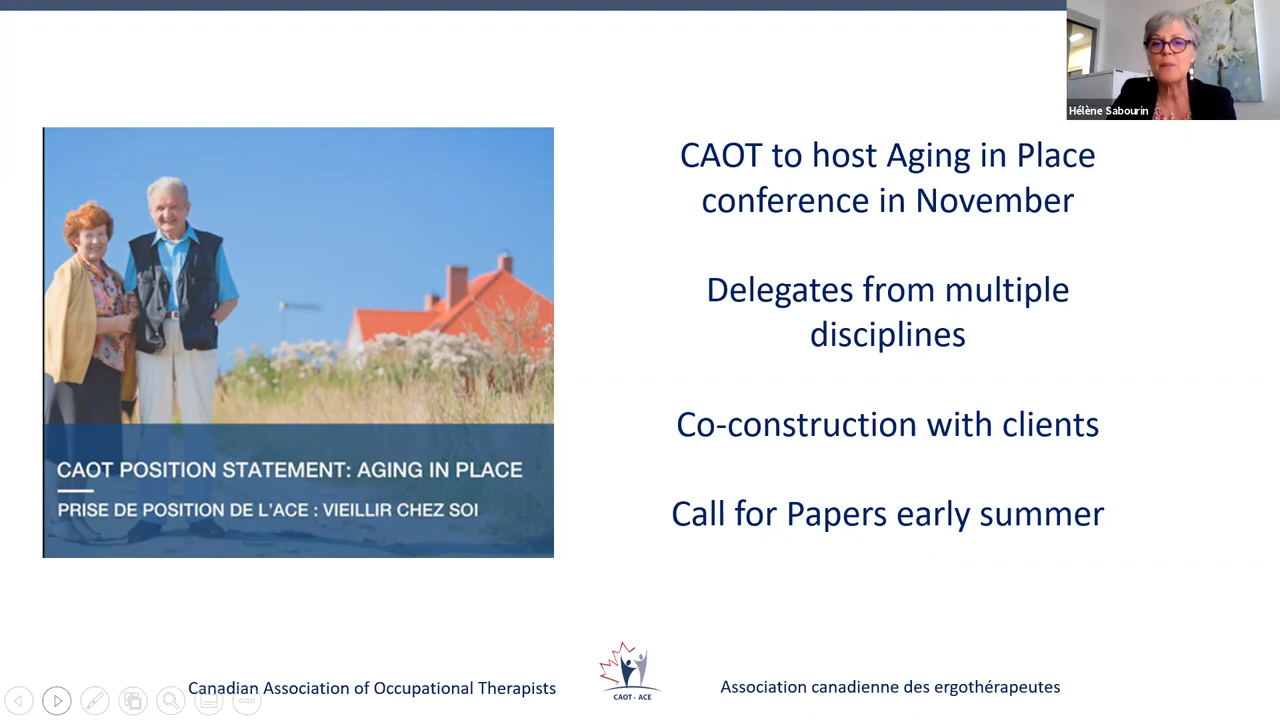 Hélène Sabourin
CAOT to host Aging in Place
conference in November
Delegates from multiple
disciplines
Co-construction with clients
Call for Papers early summer
CAOT POSITION STATEMENT: AGING IN PLACE
PRISE DE POSITION DE L'ACE : VIEILLIR CHEZ SOI
Canadian Association of Occupational Therapists
CAOT - ACE
Association canadienne des ergothérapeutes